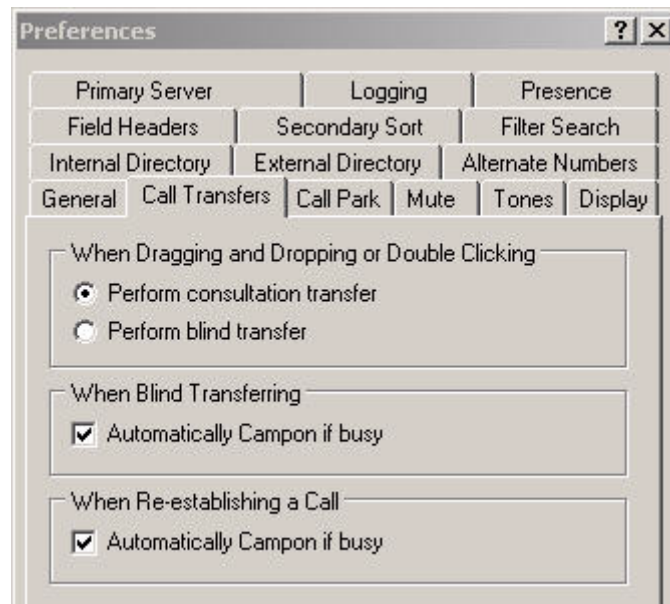 Preferences
Primary Server Logging Presence
Field Headers Secondary Sort Filter Search
Internal Directory External Directory Alternate Numbers
General Call Transfers Call Park Mute Tones Display
When Dragging and Dropping or Double Clicking
Perform consultation transfer
Perform blind transfer
When Blind Transferring
Automatically Campon if busy
When Re-establishing a Call
Automatically Campon if busy